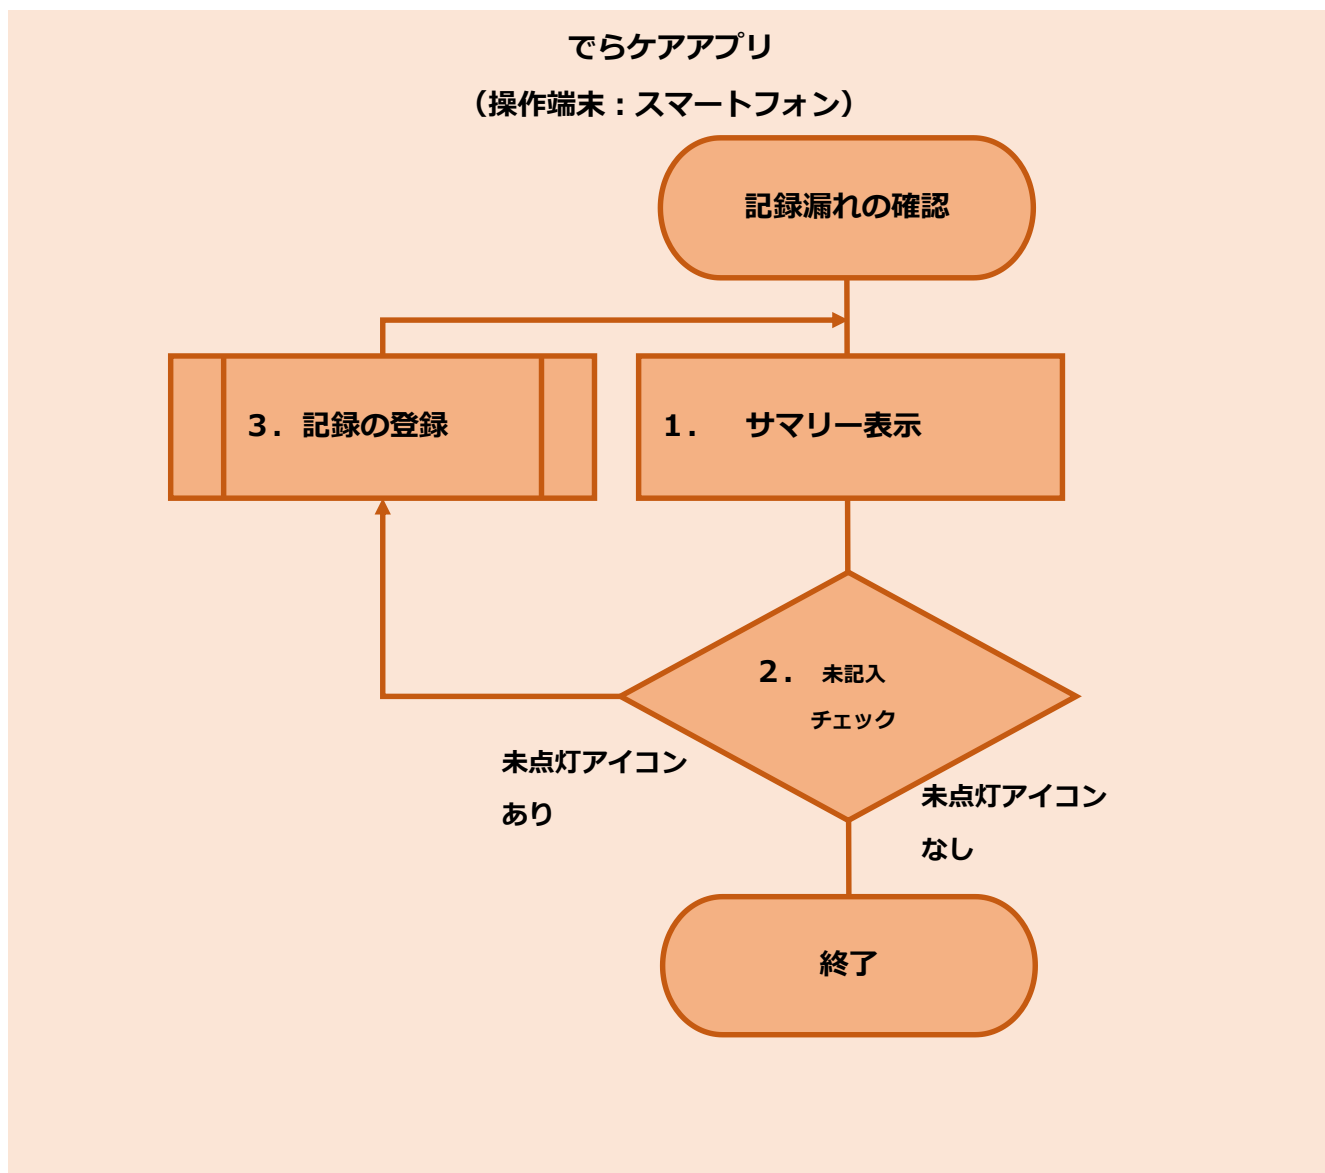 でらケアアプリ
（操作端末：スマートフォン）
記録漏れの確認
３．記録の登録
１．　サマリー表示
２．未記入
チェック
未点灯アイコン
あり
未点灯アイコン
なし
終了